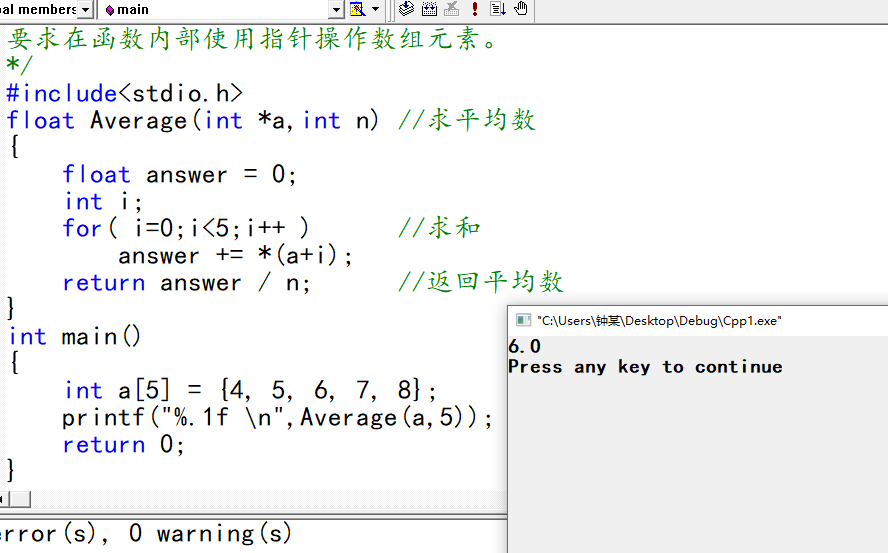 bal members
main
要求在函数内部使用指针操作数组元素。
*/
#include<stdio.h>
float Average(int *a,int n) //求平均数
{
float answer = 0;
int i;
for( i=0;i<5;i++ ) //求和
answer += *(a+i);
return answer / n; //返回平均数
}
int main()
{
int a[5] = {4, 5, 6, 7, 8};
printf("%.1f \n",Average(a,5));
return 0;
}
"C:\Users\钟某\Desktop\Debug\Cpp1.exe"
6.0
Press any key to continue
error(s), 0 warning(s)